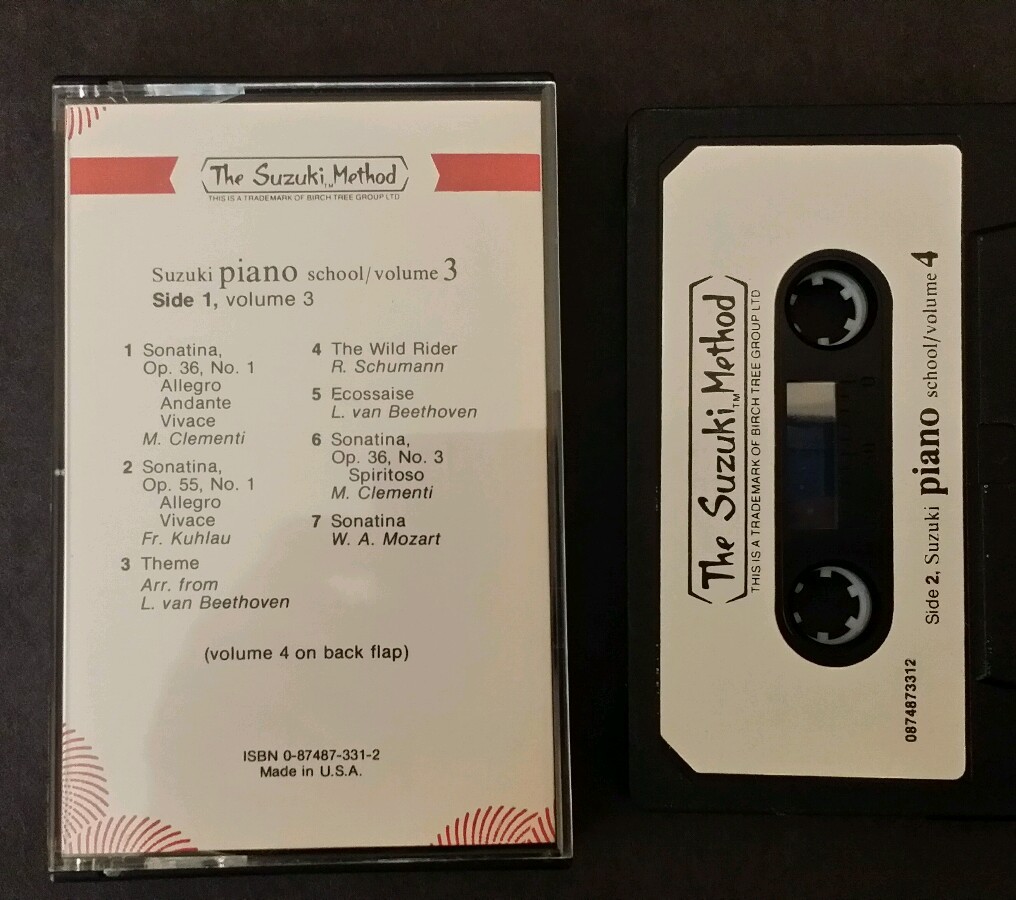 The Suzuki™ Method
THIS IS A TRADEMARK OF BIRCH TREE GROUP LTD
Suzuki piano school/volume 3
Side 1, volume 3
1 Sonatina,
Op. 36, No. 1
Allegro
Andante
Vivace
M. Clementi
2 Sonatina,
Op. 55, No. 1
Allegro
Vivace
Fr. Kuhlau
3 Theme
Arr. from
L. van Beethoven
4 The Wild Rider
R. Schumann
5 Ecossaise
L. van Beethoven
6 Sonatina,
Op. 36, No. 3
Spiritoso
M. Clementi
7 Sonatina
W. A. Mozart
(volume 4 on back flap)
ISBN 0-87487-331-2
Made in U.S.A.
The Suzuki™ Method
THIS IS A TRADEMARK OF BIRCH TREE GROUP LTD
Side 2, Suzuki piano school/volume 4
0874873312